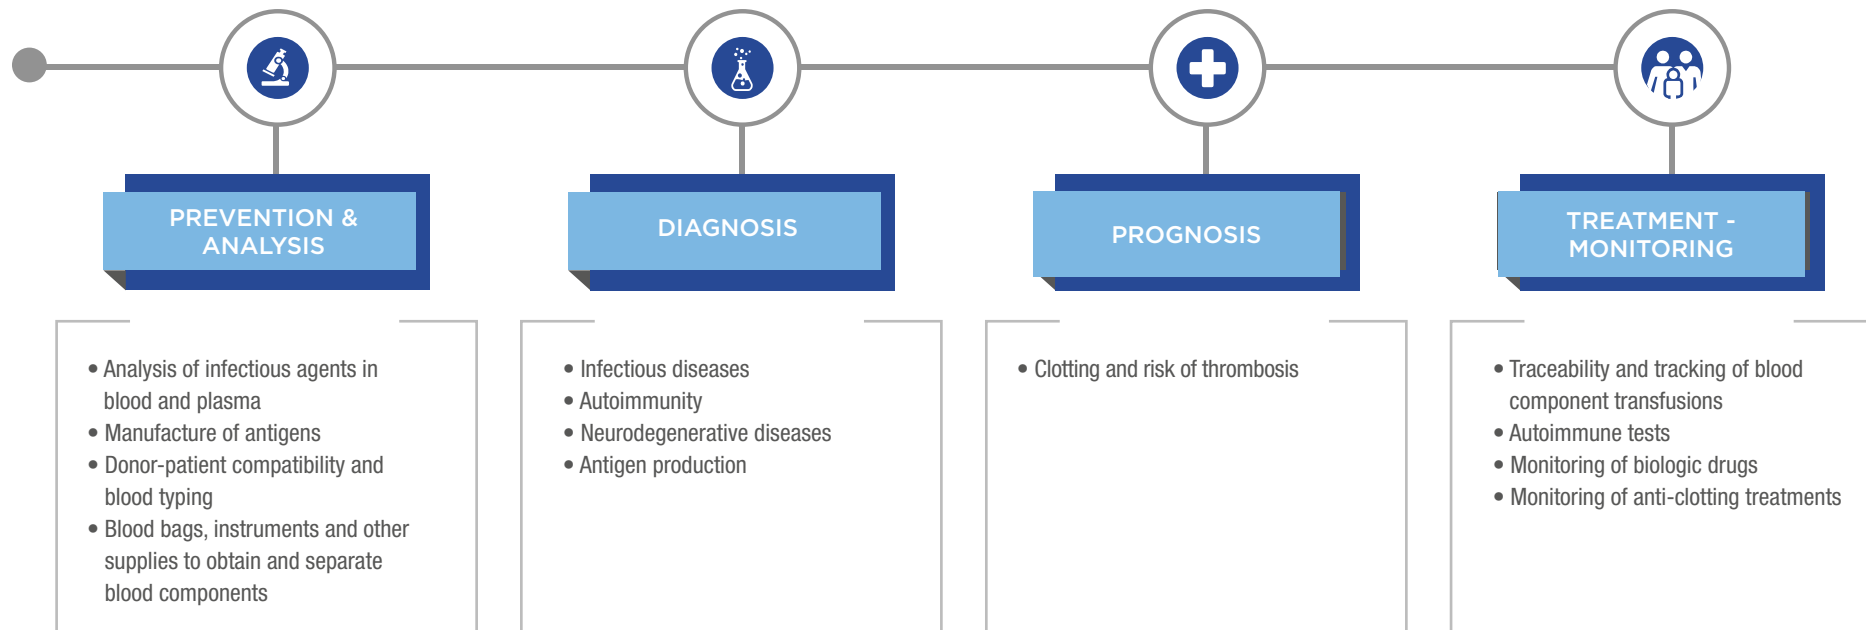 PREVENTION &
ANALYSIS
• Analysis of infectious agents in
blood and plasma
• Manufacture of antigens
• Donor-patient compatibility and
blood typing
• Blood bags, instruments and other
supplies to obtain and separate
blood components
DIAGNOSIS
• Infectious diseases
• Autoimmunity
• Neurodegenerative diseases
• Antigen production
PROGNOSIS
• Clotting and risk of thrombosis
TREATMENT -
MONITORING
• Traceability and tracking of blood
component transfusions
• Autoimmune tests
• Monitoring of biologic drugs
• Monitoring of anti-clotting treatments